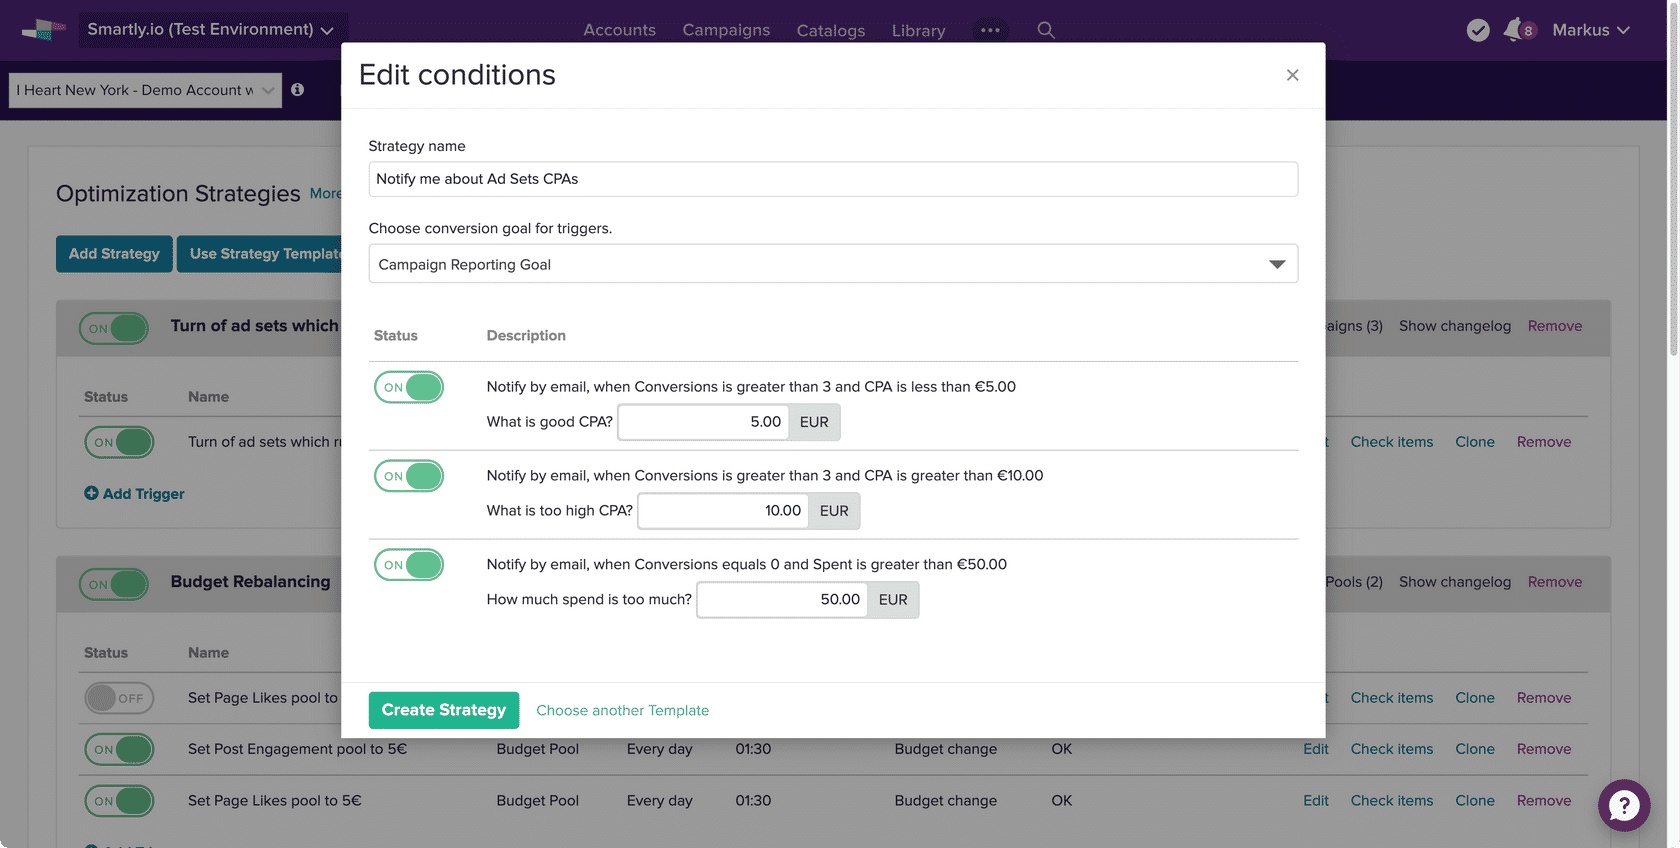 Smartly.io (Test Environment)
Accounts
Campaigns
Catalogs
Library
8
Markus
I Heart New York - Demo Account
Edit conditions
Strategy name
Notify me about Ad Sets CPAs
Optimization Strategies
More
Choose conversion goal for triggers.
Add Strategy
Use Strategy Template
Campaign Reporting Goal
ON
Turn of ad sets which
(3)
Show changelog
Remove
Status
Description
Status
Name
ON
Notify by email, when Conversions is greater than 3 and CPA is less than €5.00
What is good CPA?
5.00
EUR
ON
Turn of ad sets which
Check items
Clone
Remove
Add Trigger
ON
Notify by email, when Conversions is greater than 3 and CPA is greater than €10.00
What is too high CPA?
10.00
EUR
ON
Notify by email, when Conversions equals 0 and Spent is greater than €50.00
How much spend is too much?
50.00
EUR
ON
Budget Rebalancing
Pools (2)
Show changelog
Remove
Status
Name
OFF
Set Page Likes pool to
Check items
Clone
Remove
Create Strategy
Choose another Template
ON
Set Post Engagement pool to 5€
Budget Pool
Every day
01:30
Budget change
OK
Edit
Check items
Clone
Remove
ON
Set Page Likes pool to 5€
Budget Pool
Every day
01:30
Budget change
OK
Edit
Check items
Clone
Remove